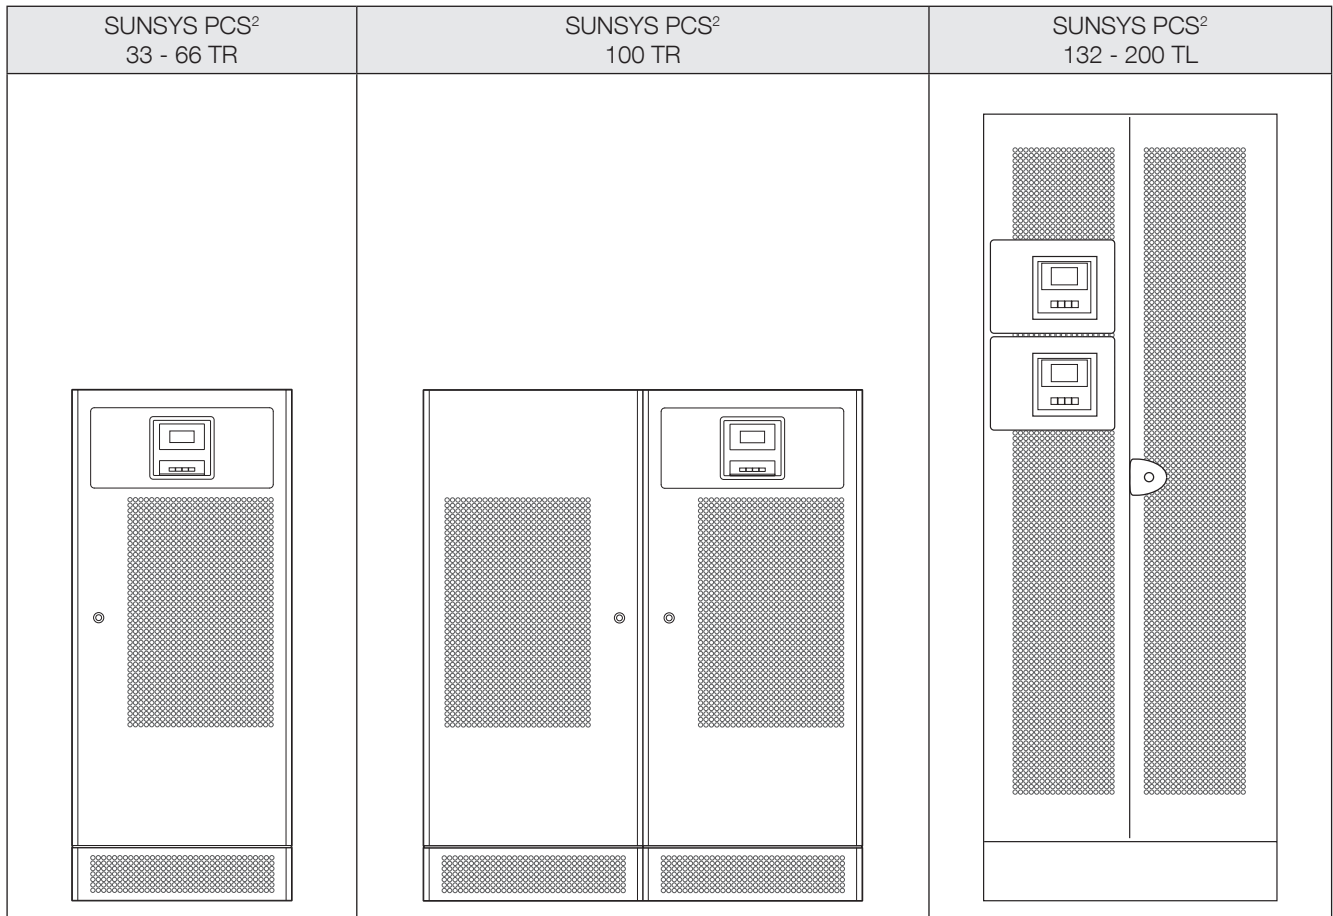 SUNSYS PCS²
33 - 66 TR
SUNSYS PCS²
100 TR
SUNSYS PCS²
132 - 200 TL